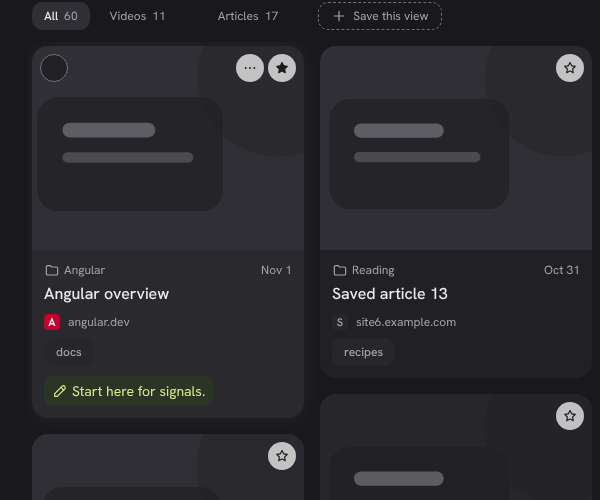 All 60 Videos 11 Articles 17 + Save this view
Angular Nov 1
Angular overview
A angular.dev
docs
Start here for signals.
Reading Oct 31
Saved article 13
S site6.example.com
recipes